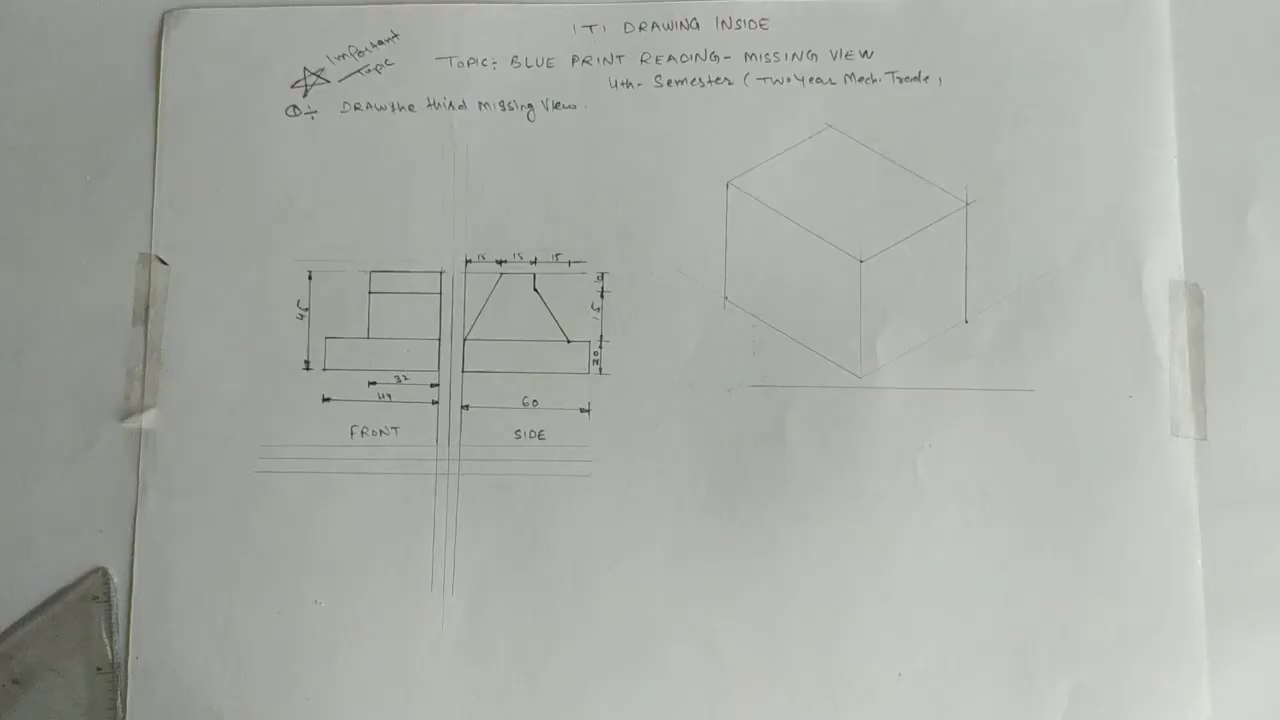 ITI DRAWING INSIDE
Important
Topic
TOPIC: BLUE PRINT READING- MISSING VIEW
4th- Semester (Two Year Mech. Trade)
Q÷ DRAW the third missing view.
15 15 15
45
15
20
32
44
60
FRONT SIDE